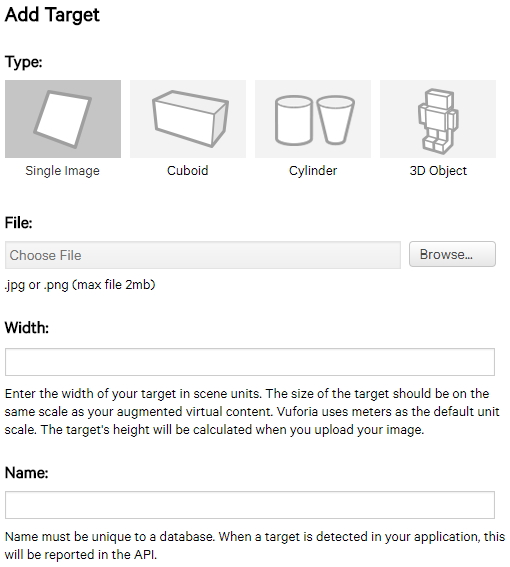 Add Target
Type:
Single Image
Cuboid
Cylinder
3D Object
File:
Choose File
Browse...
.jpg or .png (max file 2mb)
Width:
Enter the width of your target in scene units. The size of the target should be on the
same scale as your augmented virtual content. Vuforia uses meters as the default unit
scale. The target's height will be calculated when you upload your image.
Name:
Name must be unique to a database. When a target is detected in your application, this
will be reported in the API.